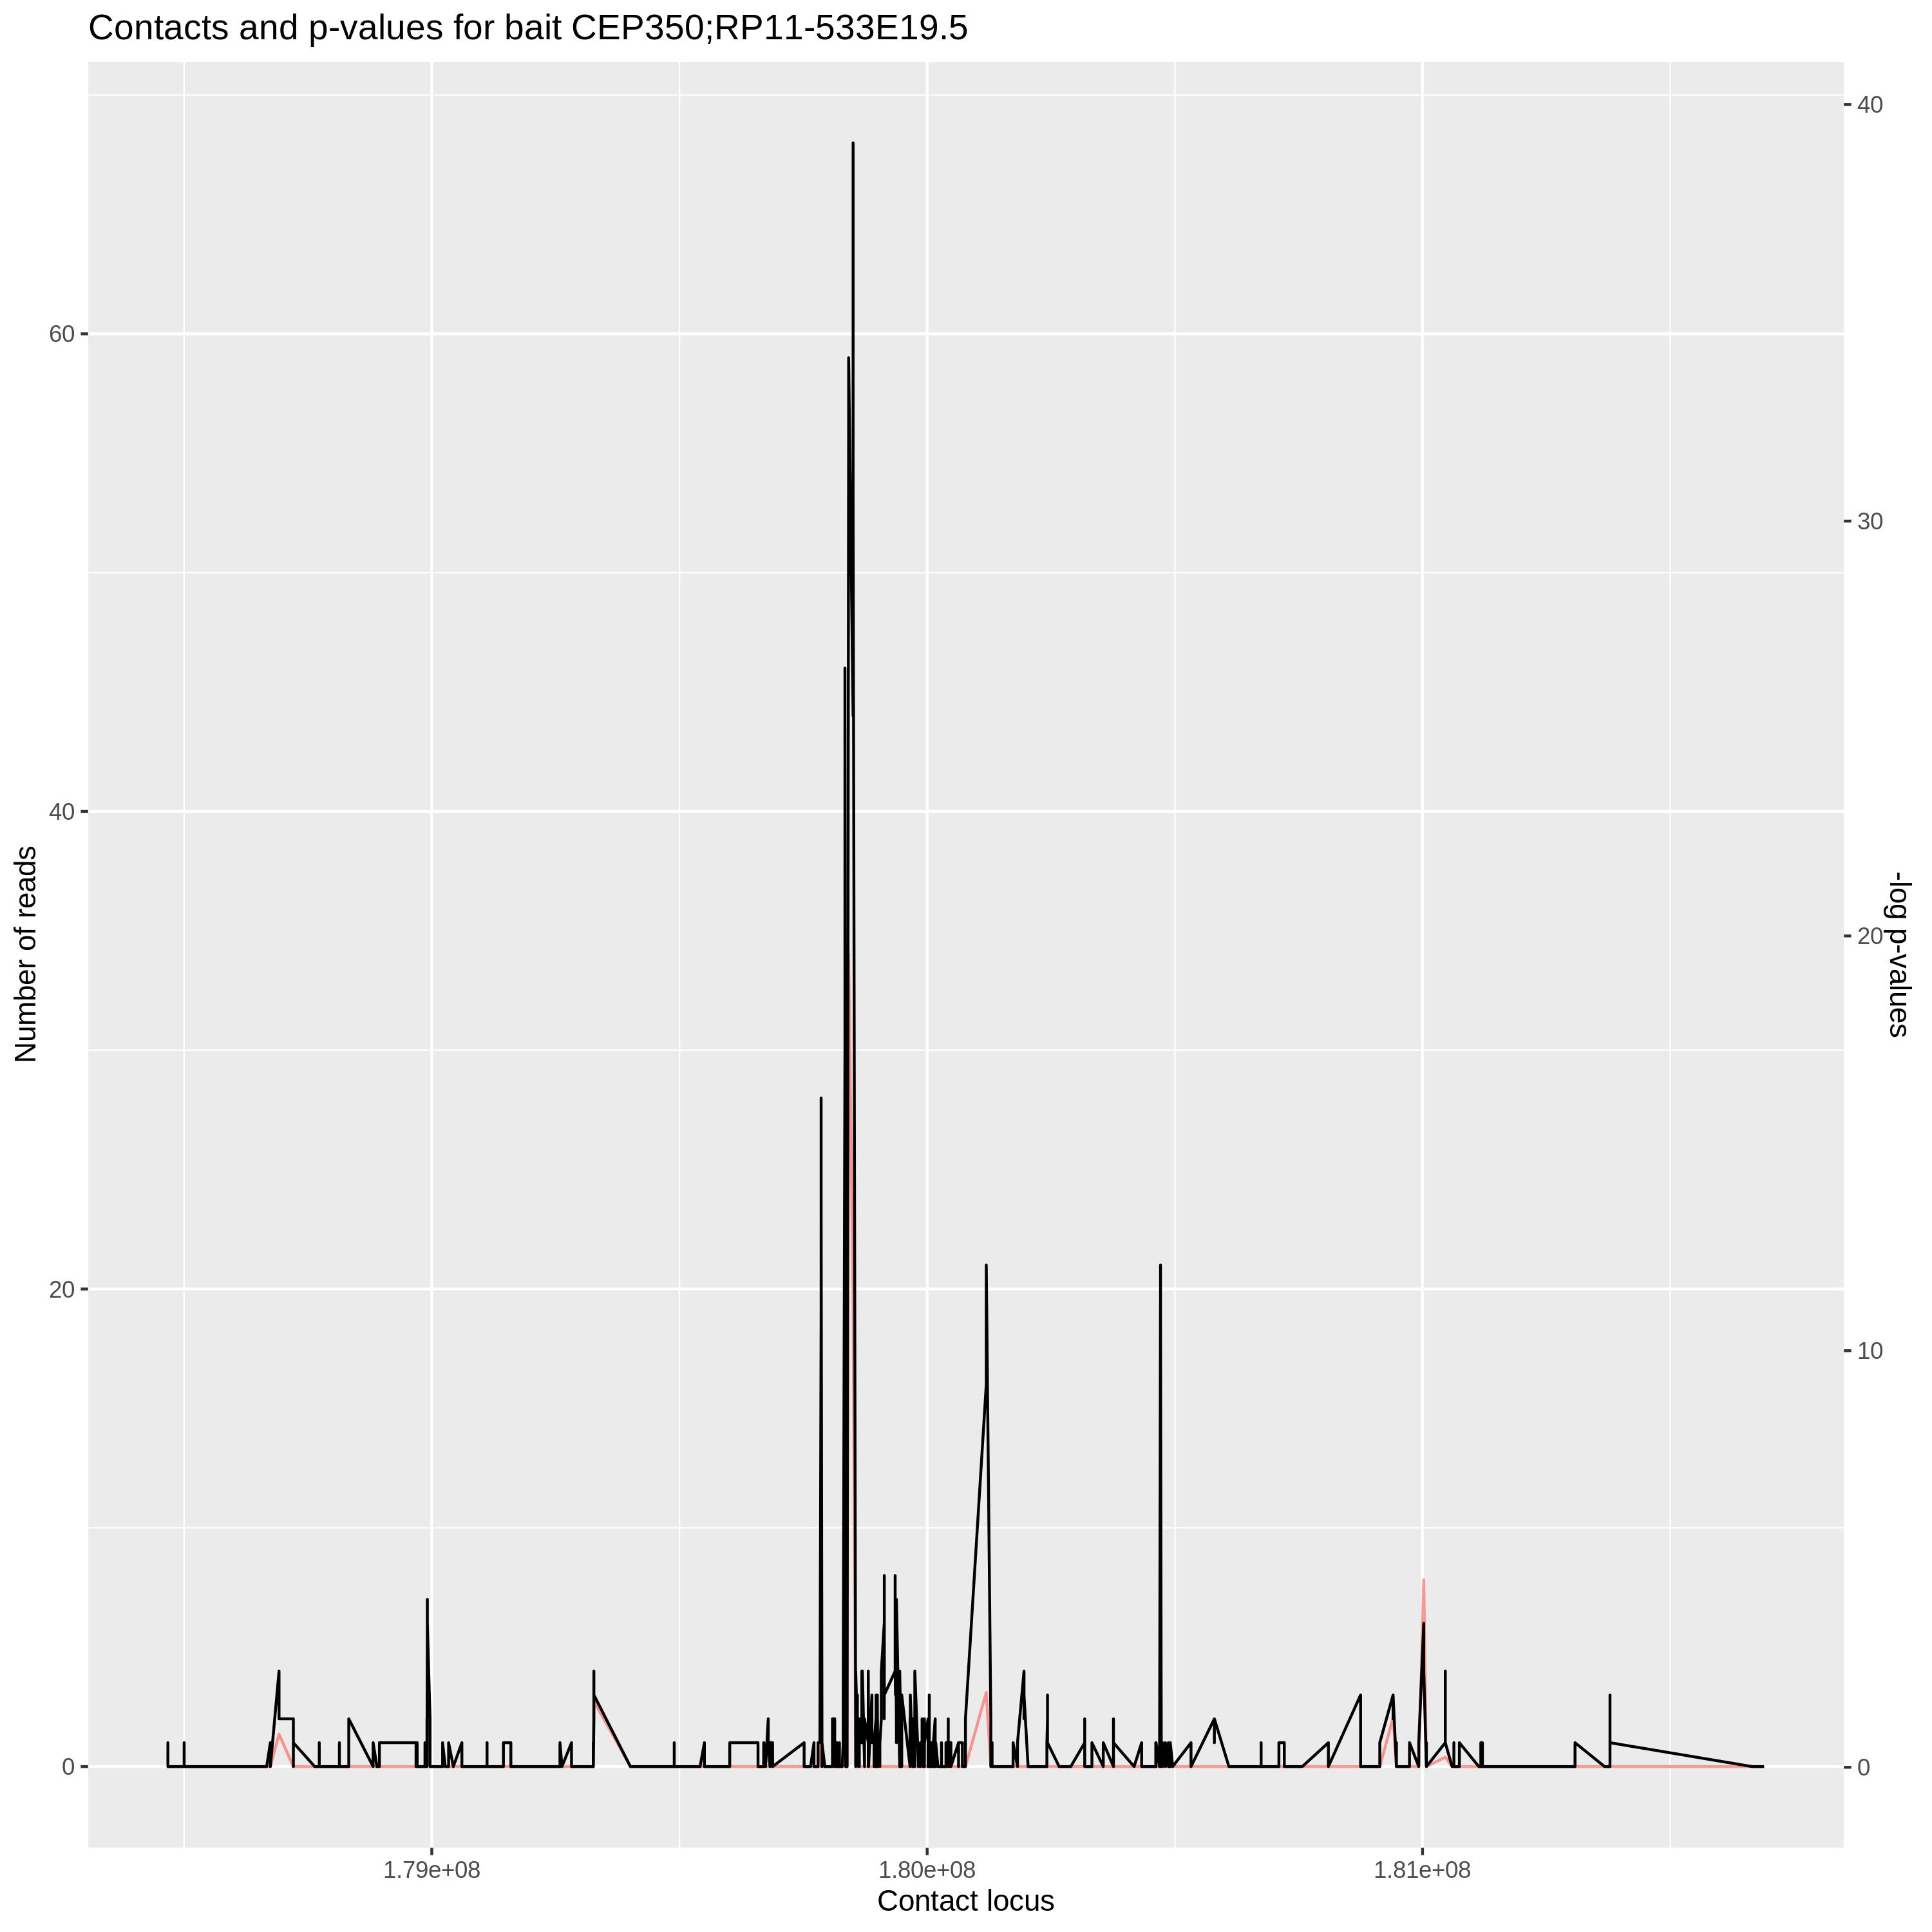 Contacts and p-values for bait CEP350;RP11-533E19.5
Number of reads
60
40
20
0
40
30
20
10
0
-log p-values
1.79e+08
1.80e+08
1.81e+08
Contact locus